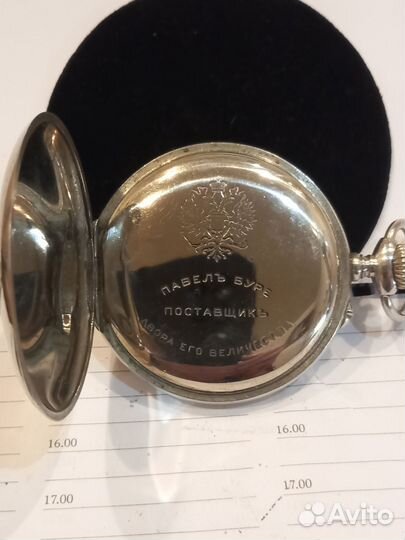 ПАВЕЛЪ БУРЕ
ПОСТАВЩИКЪ
ДВОРА ЕГО ВЕЛИЧЕСТВА
16.00
16.00
17.00
17.00
Avito